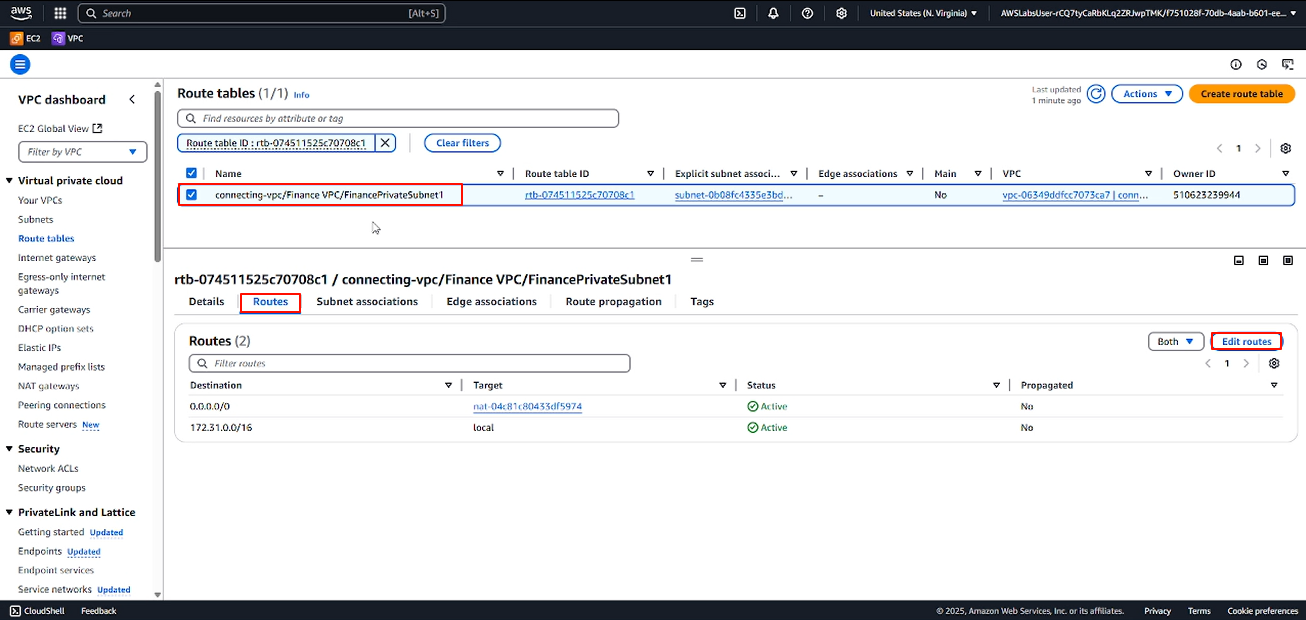 aws
Search [Alt+S] United States (N. Virginia) AWSLabsUser-rCQ7tyCaRbKLq2ZRJwpTMK/f751028f-70db-4aab-b601-ee...
EC2 VPC
VPC dashboard
EC2 Global View
Filter by VPC
Virtual private cloud
Your VPCs
Subnets
Route tables
Internet gateways
Egress-only internet
gateways
Carrier gateways
DHCP option sets
Elastic IPs
Managed prefix lists
NAT gateways
Peering connections
Route servers New
Security
Network ACLs
Security groups
PrivateLink and Lattice
Getting started Updated
Endpoints Updated
Endpoint services
Service networks Updated
Route tables (1/1) Info
Last updated
1 minute ago
Actions
Create route table
Find resources by attribute or tag
Route table ID : rtb-074511525c70708c1
Clear filters
1
Name Route table ID Explicit subnet associ... Edge associations Main VPC Owner ID
connecting-vpc/Finance VPC/FinancePrivateSubnet1 rtb-074511525c70708c1 subnet-0b08fc4335e3bd... – No vpc-06349ddfcc7073ca7 | conn... 510623239944
rtb-074511525c70708c1 / connecting-vpc/Finance VPC/FinancePrivateSubnet1
Details Routes Subnet associations Edge associations Route propagation Tags
Routes (2)
Both Edit routes
Filter routes
1
Destination Target Status Propagated
0.0.0.0/0 nat-04c81c80433df5974 Active No
172.31.0.0/16 local Active No
CloudShell Feedback © 2025, Amazon Web Services, Inc. or its affiliates. Privacy Terms Cookie preferences